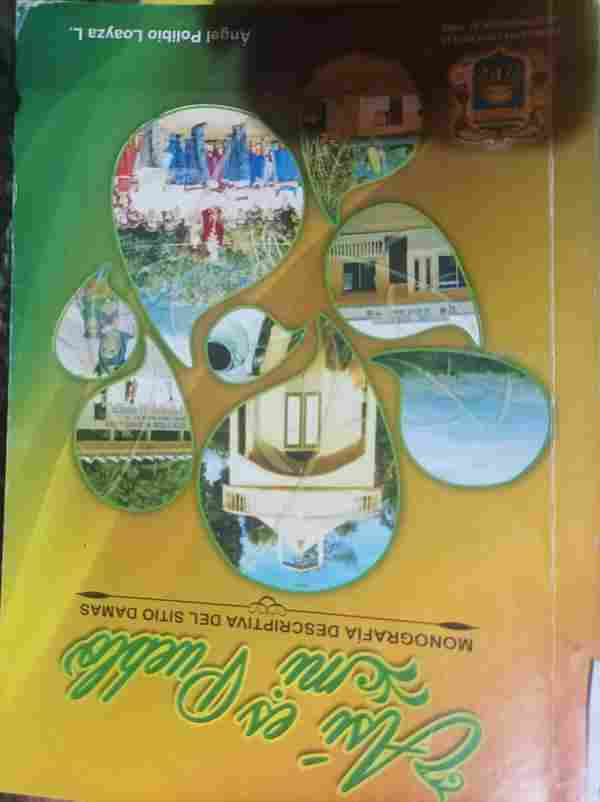 Así es
mi Pueblo
MONOGRAFÍA DESCRIPTIVA DEL SITIO DAMAS
Ángel Polibio Loayza L.